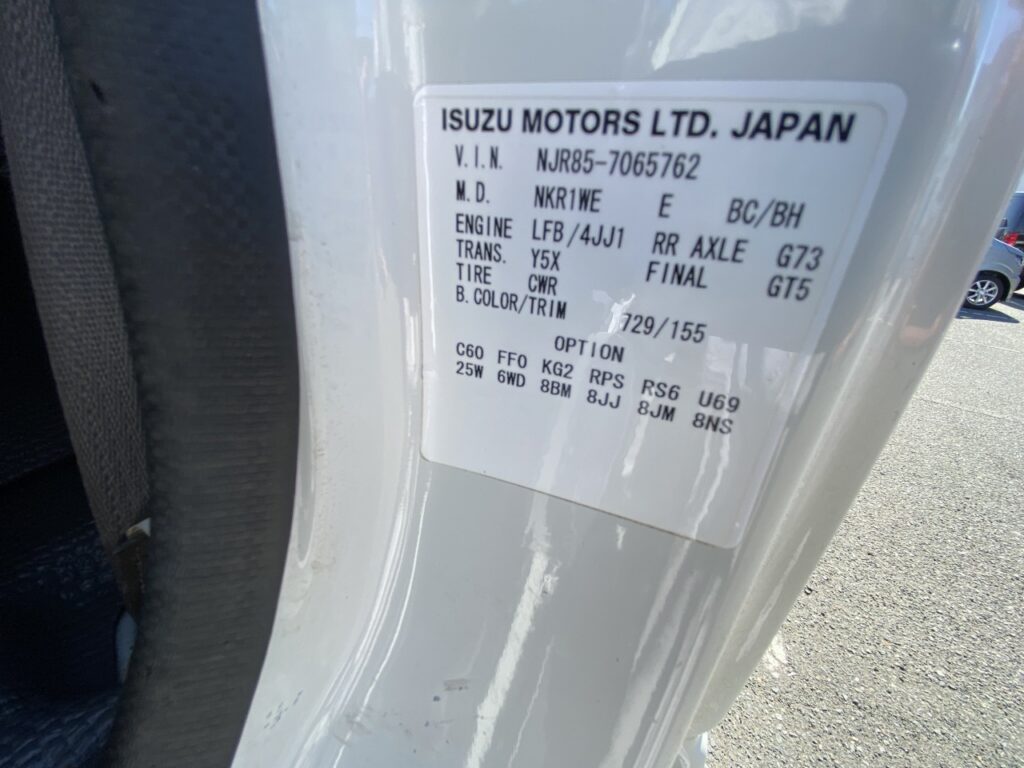 ISUZU MOTORS LTD. JAPAN
V.I.N. NJR85-7065762
M.D. NKR1WE E BC/BH
ENGINE LFB/4JJ1 RR AXLE G73
TRANS. Y5X FINAL GT5
TIRE CWR
B.COLOR/TRIM 729/155
OPTION
C60 FF0 KG2 RPS RS6 U69
25W 6WD 8BM 8JJ 8JM 8NS